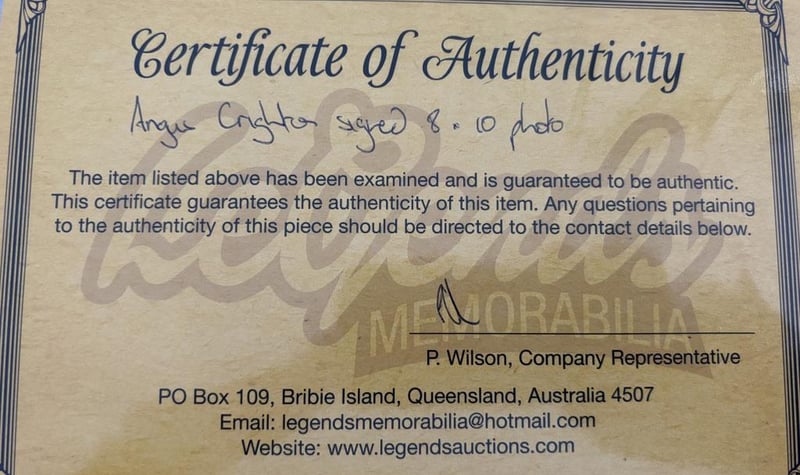 Certificate of Authenticity
Angus Crighton signed 8 x 10 photo
The item listed above has been examined and is guaranteed to be authentic.
This certificate guarantees the authenticity of this item. Any questions pertaining
to the authenticity of this piece should be directed to the contact details below.
Legends
MEMORABILIA
P. Wilson, Company Representative
PO Box 109, Bribie Island, Queensland, Australia 4507
Email: legendsmemorabilia@hotmail.com
Website: www.legendsauctions.com